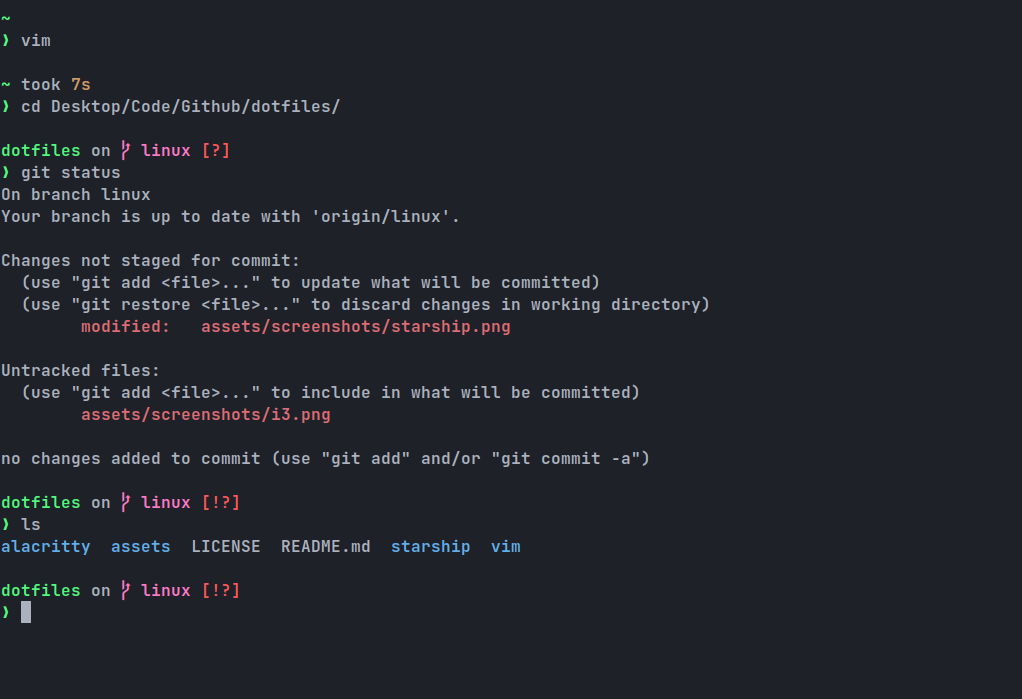 ~
❯ vim
~ took 7s
❯ cd Desktop/Code/Github/dotfiles/
dotfiles on  linux [?]
❯ git status
On branch linux
Your branch is up to date with 'origin/linux'.
Changes not staged for commit:
  (use "git add <file>..." to update what will be committed)
  (use "git restore <file>..." to discard changes in working directory)
        modified:   assets/screenshots/starship.png
Untracked files:
  (use "git add <file>..." to include in what will be committed)
        assets/screenshots/i3.png
no changes added to commit (use "git add" and/or "git commit -a")
dotfiles on  linux [!?]
❯ ls
alacritty  assets  LICENSE  README.md  starship  vim
dotfiles on  linux [!?]
❯